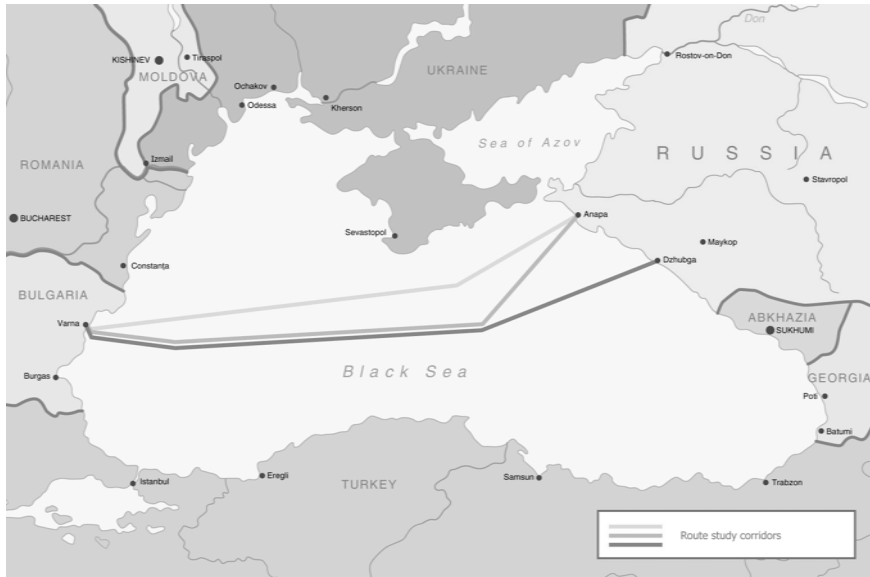 Don
Rostov-on-Don
KISHINEV
Tiraspol
MOLDOVA
UKRAINE
Ochakov
Odessa
Kherson
Sea of Azov
RUSSIA
Izmail
ROMANIA
Stavropol
BUCHAREST
Anapa
Sevastopol
Maykop
Constanţa
Dzhubga
BULGARIA
Varna
ABKHAZIA
SUKHUMI
Black Sea
Burgas
GEORGIA
Poti
Batumi
Istanbul
Eregli
TURKEY
Samsun
Trabzon
Route study corridors